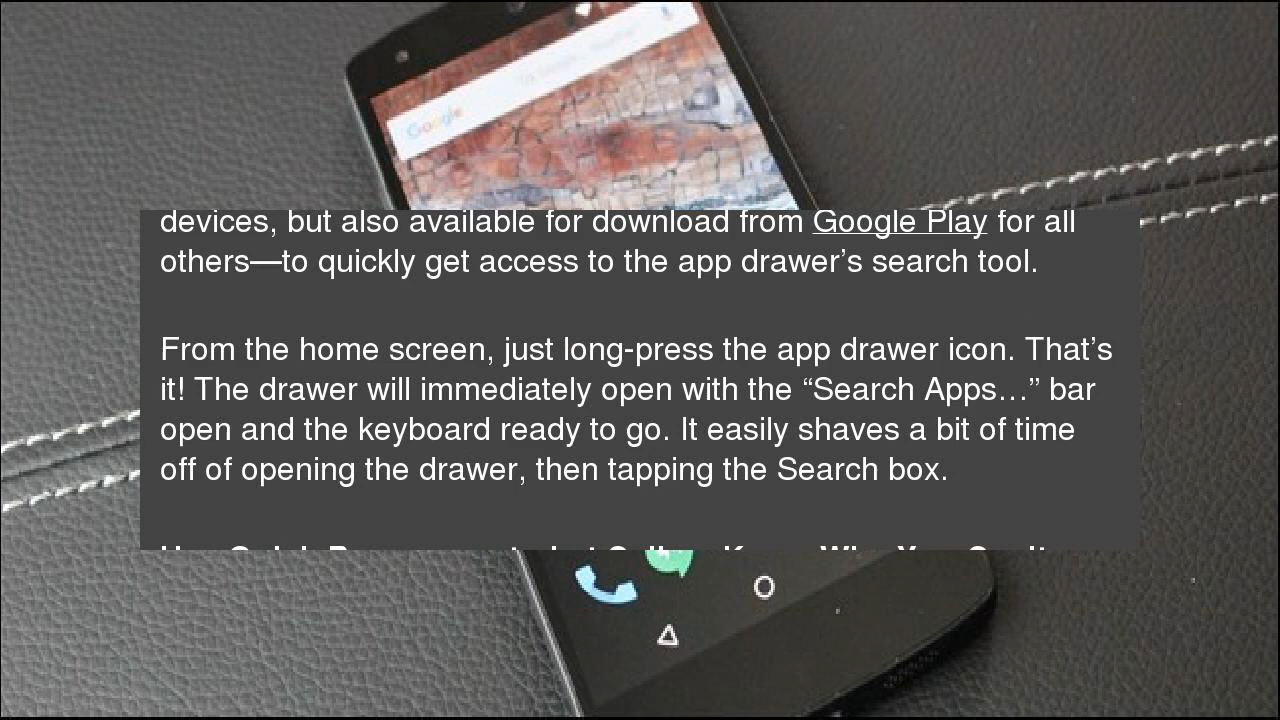 Google
devices, but also available for download from Google Play for all
others—to quickly get access to the app drawer’s search tool.
From the home screen, just long-press the app drawer icon. That’s
it! The drawer will immediately open with the “Search Apps…” bar
open and the keyboard ready to go. It easily shaves a bit of time
off of opening the drawer, then tapping the Search box.